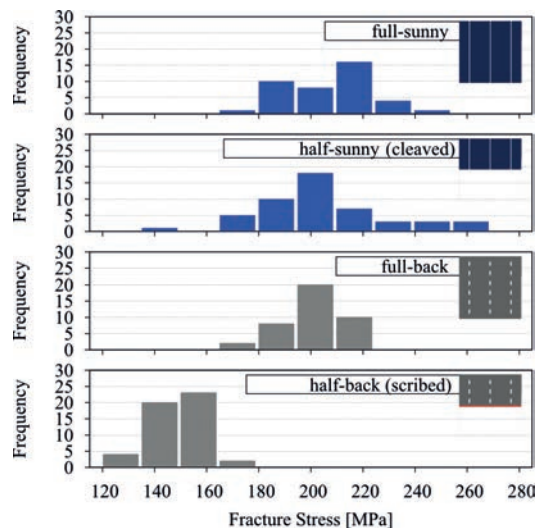 30
25
20
15
10
5
0
Frequency
full-sunny
30
25
20
15
10
5
0
Frequency
half-sunny (cleaved)
30
25
20
15
10
5
0
Frequency
full-back
30
25
20
15
10
5
0
Frequency
half-back (scribed)
120 140 160 180 200 220 240 260 280
Fracture Stress [MPa]